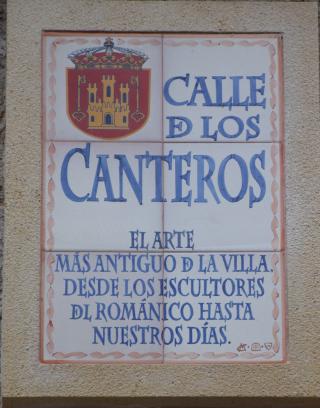 CALLE
D LOS
CANTEROS
EL ARTE
MÁS ANTIGUO D LA VILLA.
DESDE LOS ESCULTORES
DL ROMÁNICO HASTA
NUESTROS DÍAS.